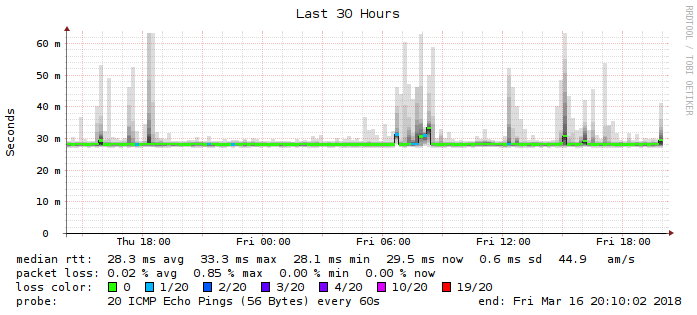 Last 30 Hours
RRDTOOL / TOBI OETIKER
Seconds
60 m
50 m
40 m
30 m
20 m
10 m
0
Thu 18:00 Fri 00:00 Fri 06:00 Fri 12:00 Fri 18:00
median rtt: 28.3 ms avg 33.3 ms max 28.1 ms min 29.5 ms now 0.6 ms sd 44.9 am/s
packet loss: 0.02 % avg 0.85 % max 0.00 % min 0.00 % now
loss color: 0 1/20 2/20 3/20 4/20 10/20 19/20
probe: 20 ICMP Echo Pings (56 Bytes) every 60s end: Fri Mar 16 20:10:02 2018